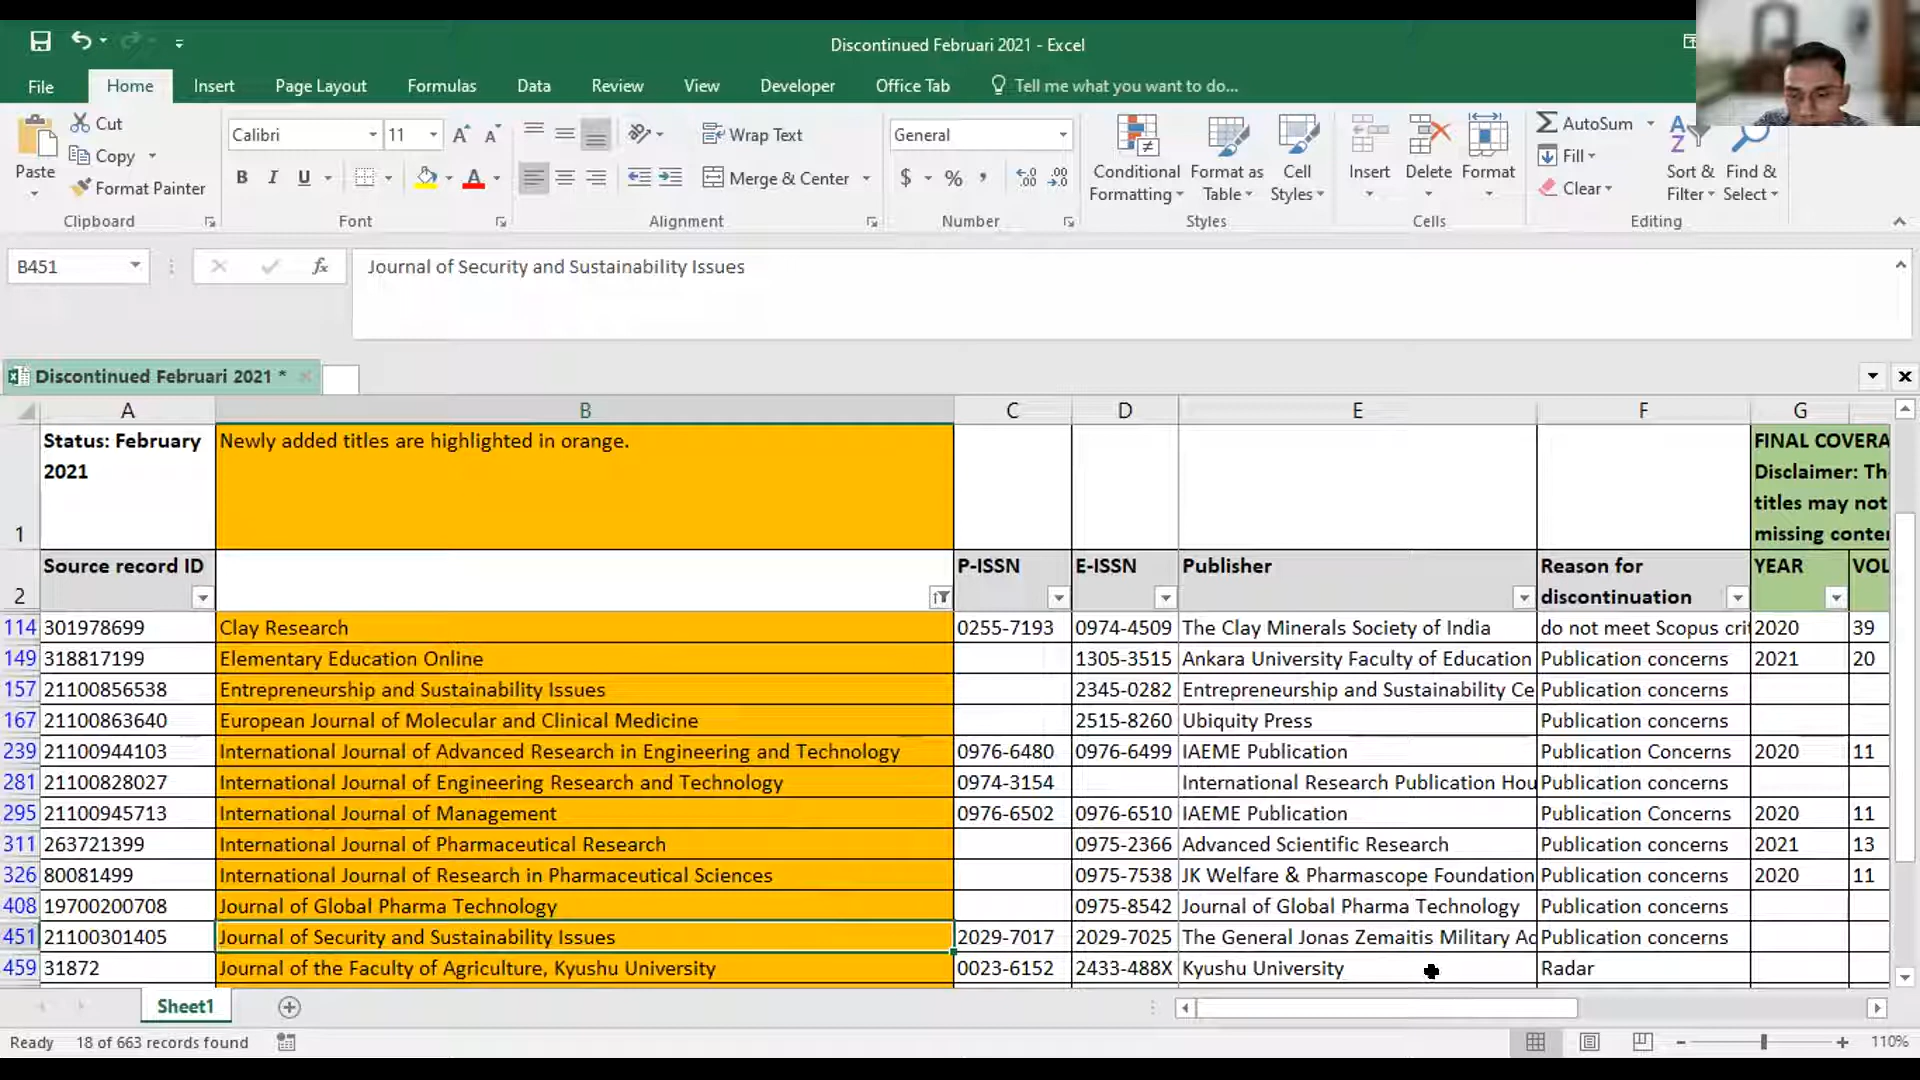 Discontinued Februari 2021 - Excel
File Home Insert Page Layout Formulas Data Review View Developer Office Tab Tell me what you want to do...
Cut
Copy
Format Painter
Paste
Clipboard
Calibri 11
B I U
Font
Wrap Text
Merge & Center
Alignment
General
$ % ,
Number
Conditional Formatting
Format as Table
Cell Styles
Styles
Insert Delete Format
Cells
AutoSum
Fill
Clear
Sort & Filter
Find & Select
Editing
B451 fx Journal of Security and Sustainability Issues
Discontinued Februari 2021 *
A B C D E F G
1 Status: February 2021 Newly added titles are highlighted in orange. FINAL COVERA
Disclaimer: Th
titles may not
missing conte
2 Source record ID P-ISSN E-ISSN Publisher Reason for discontinuation YEAR VOL
114 301978699 Clay Research 0255-7193 0974-4509 The Clay Minerals Society of India do not meet Scopus cri 2020 39
149 318817199 Elementary Education Online 1305-3515 Ankara University Faculty of Education Publication concerns 2021 20
157 21100856538 Entrepreneurship and Sustainability Issues 2345-0282 Entrepreneurship and Sustainability Ce Publication concerns
167 21100863640 European Journal of Molecular and Clinical Medicine 2515-8260 Ubiquity Press Publication concerns
239 21100944103 International Journal of Advanced Research in Engineering and Technology 0976-6480 0976-6499 IAEME Publication Publication Concerns 2020 11
281 21100828027 International Journal of Engineering Research and Technology 0974-3154 International Research Publication Hou Publication concerns
295 21100945713 International Journal of Management 0976-6502 0976-6510 IAEME Publication Publication Concerns 2020 11
311 263721399 International Journal of Pharmaceutical Research 0975-2366 Advanced Scientific Research Publication concerns 2021 13
326 80081499 International Journal of Research in Pharmaceutical Sciences 0975-7538 JK Welfare & Pharmascope Foundation Publication concerns 2020 11
408 19700200708 Journal of Global Pharma Technology 0975-8542 Journal of Global Pharma Technology Publication concerns
451 21100301405 Journal of Security and Sustainability Issues 2029-7017 2029-7025 The General Jonas Zemaitis Military Ac Publication concerns
459 31872 Journal of the Faculty of Agriculture, Kyushu University 0023-6152 2433-488X Kyushu University Radar
Sheet1
Ready 18 of 663 records found 110%